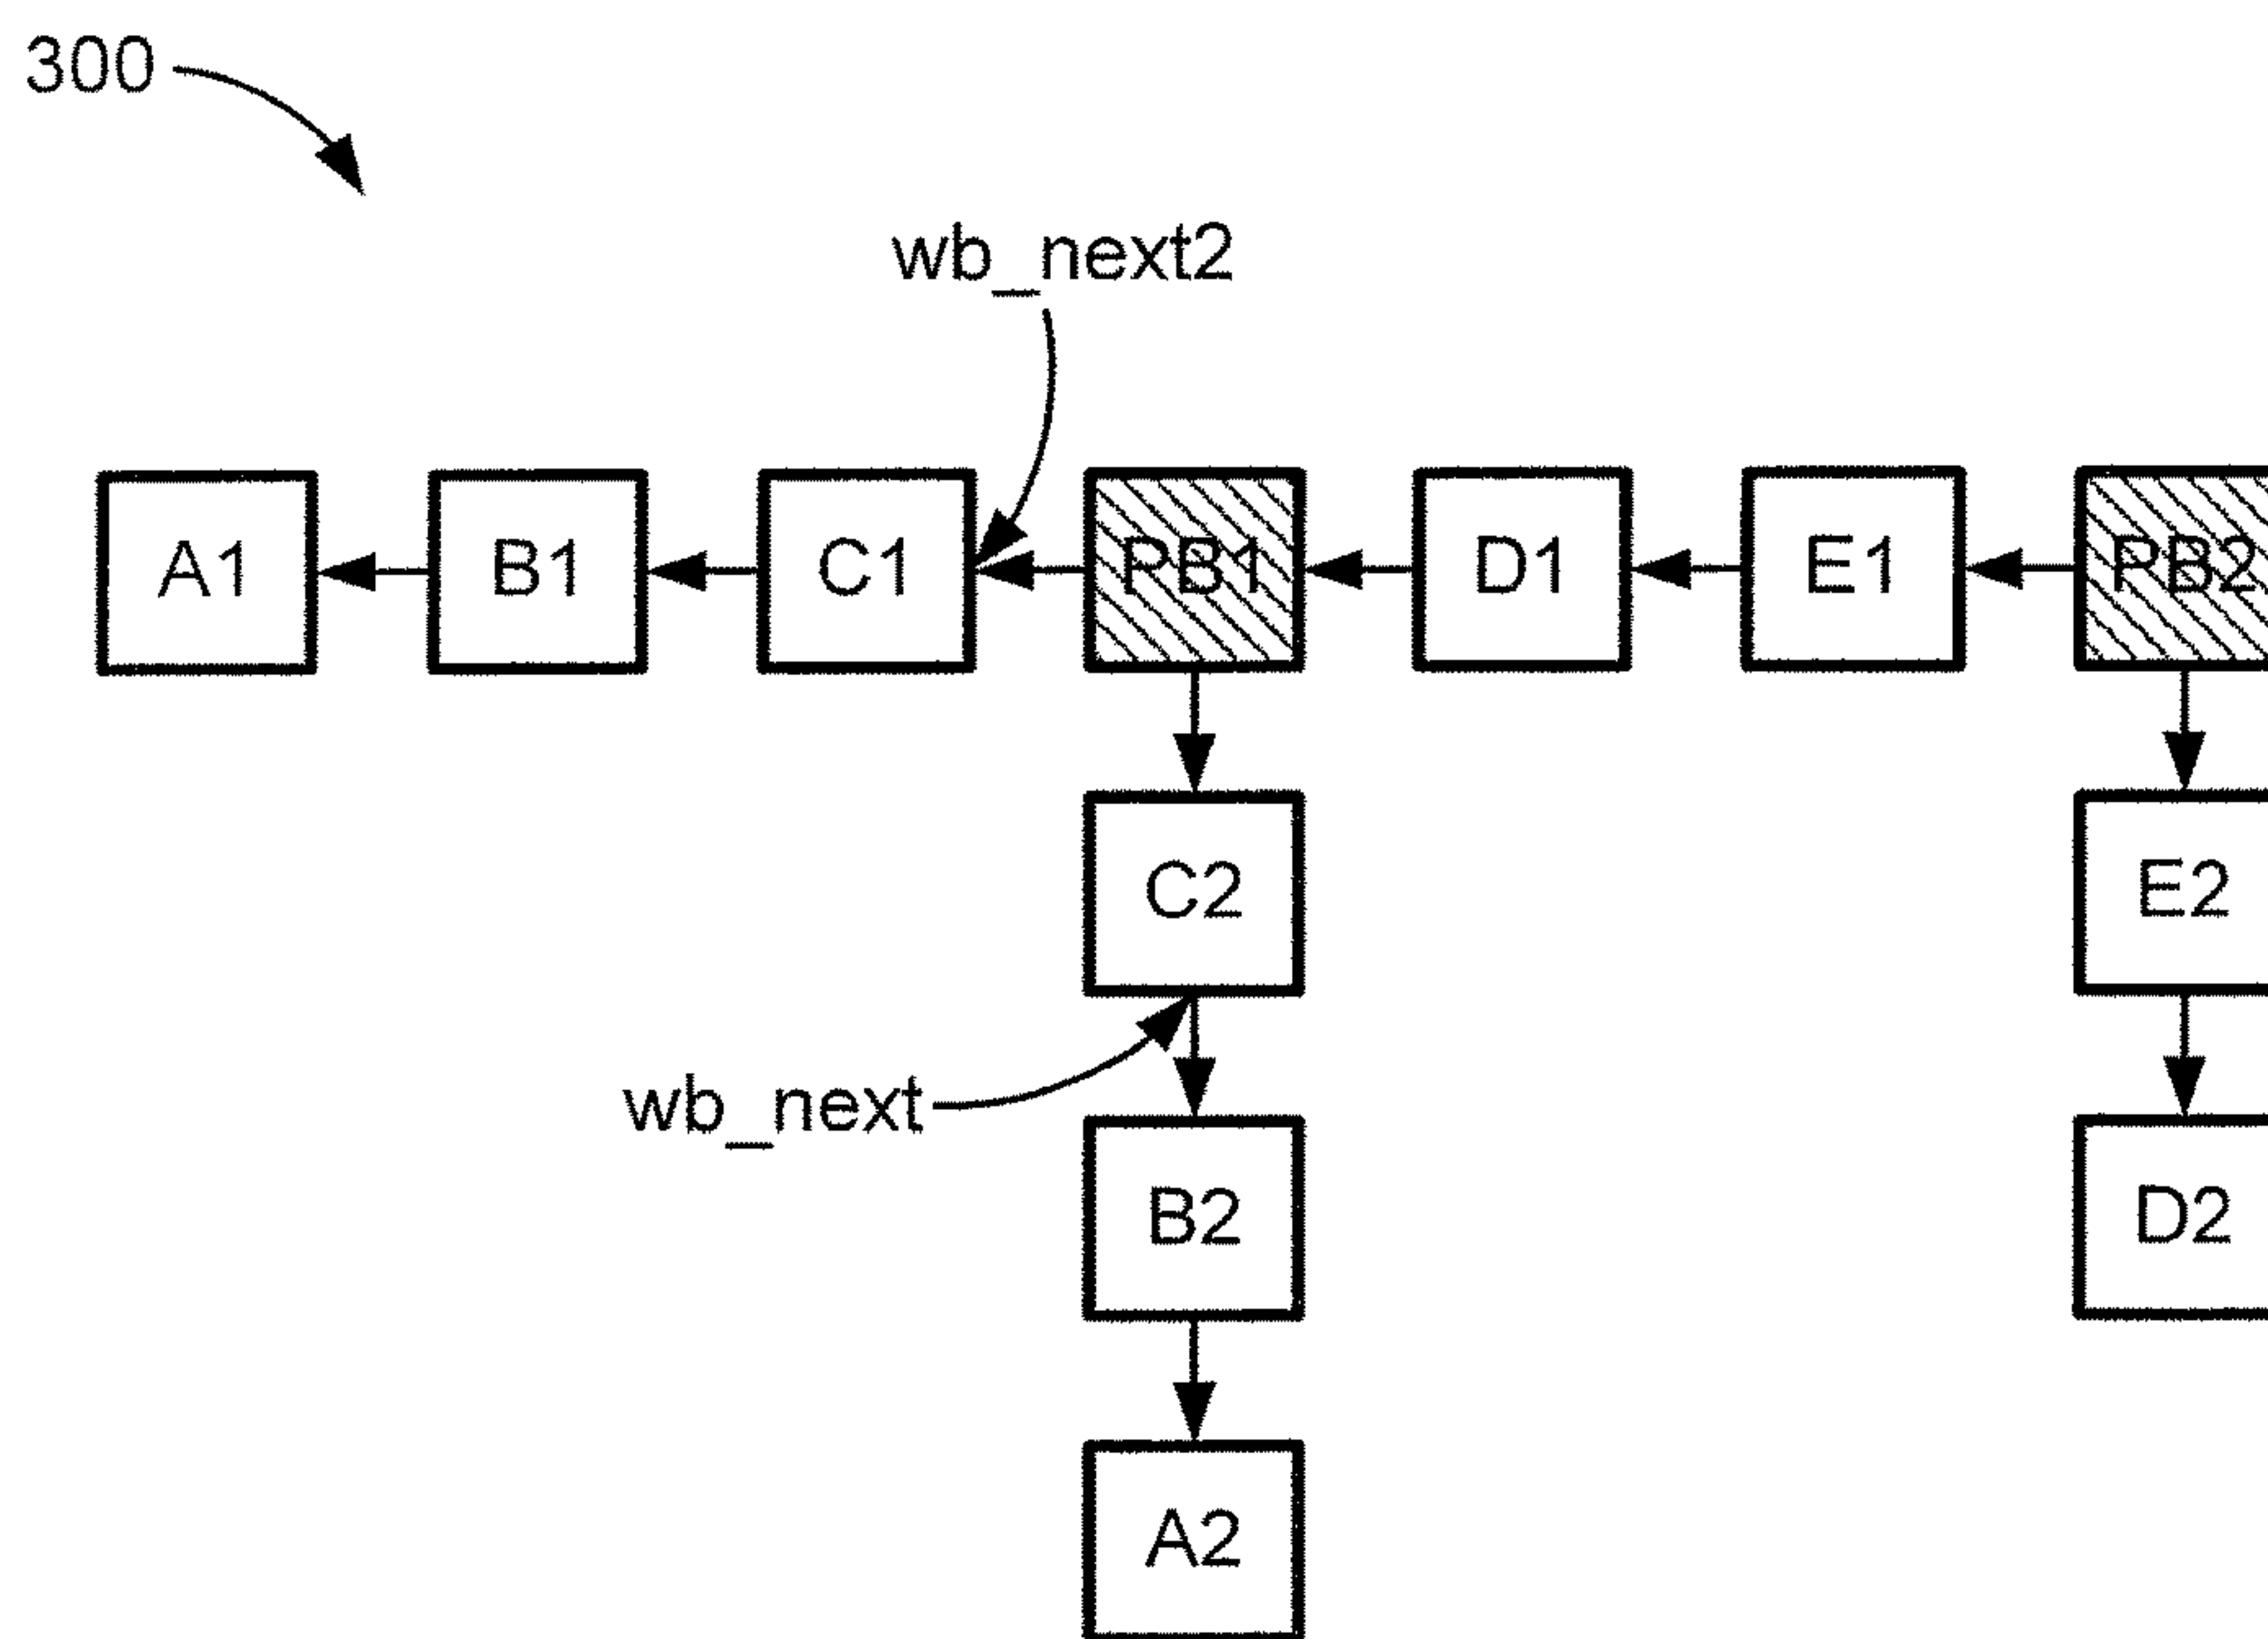 300
wb_next2
A1 B1 C1 PB1 D1 E1 PB2
C2 E2
wb_next
B2 D2
A2